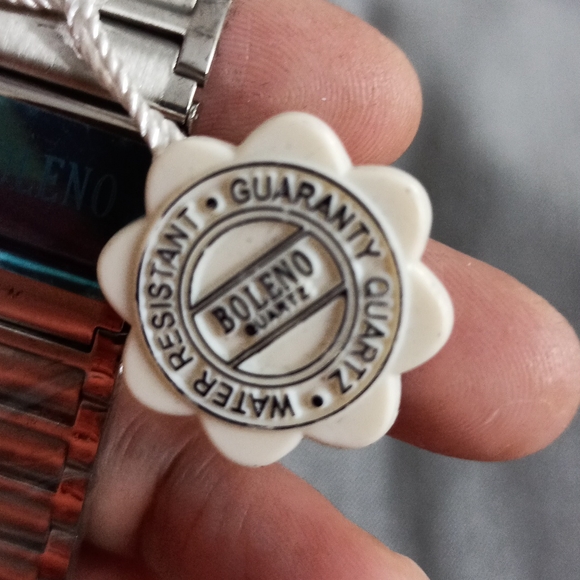 GUARANTY QUARTZ • WATER RESISTANT •
BOLENO
QUARTZ
BOLENO